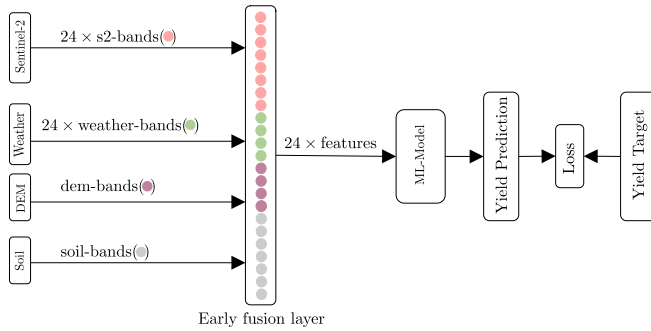 Sentinel-2
24 × s2-bands()
Weather
24 × weather-bands()
DEM
dem-bands()
Soil
soil-bands()
Early fusion layer
24 × features
ML-Model
Yield Prediction
Loss
Yield Target